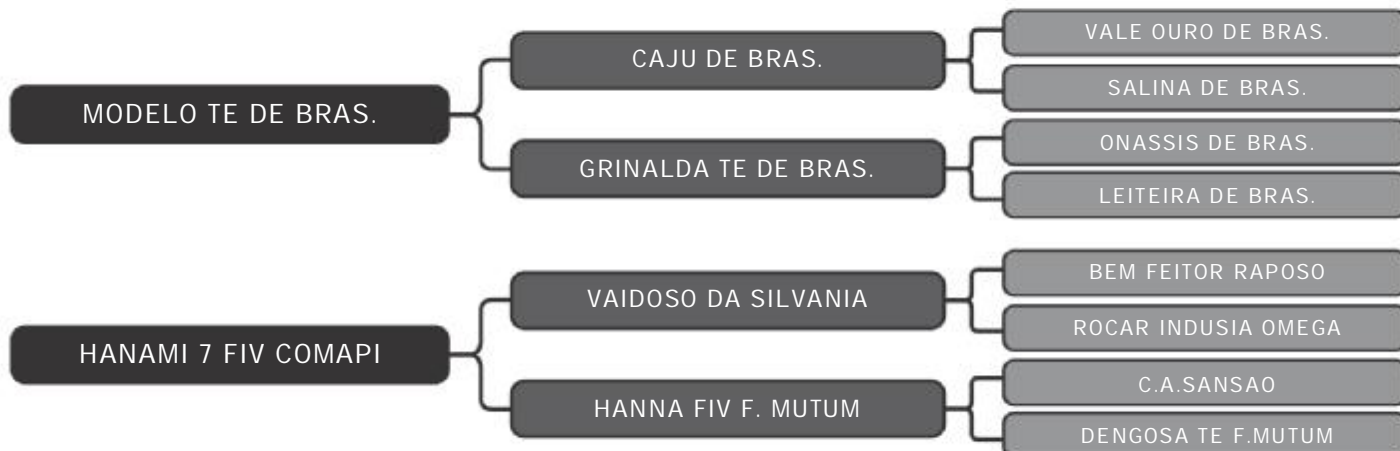 MODELO TE DE BRAS.
CAJU DE BRAS.
VALE OURO DE BRAS.
SALINA DE BRAS.
GRINALDA TE DE BRAS.
ONASSIS DE BRAS.
LEITEIRA DE BRAS.
HANAMI 7 FIV COMAPI
VAIDOSO DA SILVANIA
BEM FEITOR RAPOSO
ROCAR INDUSIA OMEGA
HANNA FIV F. MUTUM
C.A.SANSAO
DENGOSA TE F.MUTUM